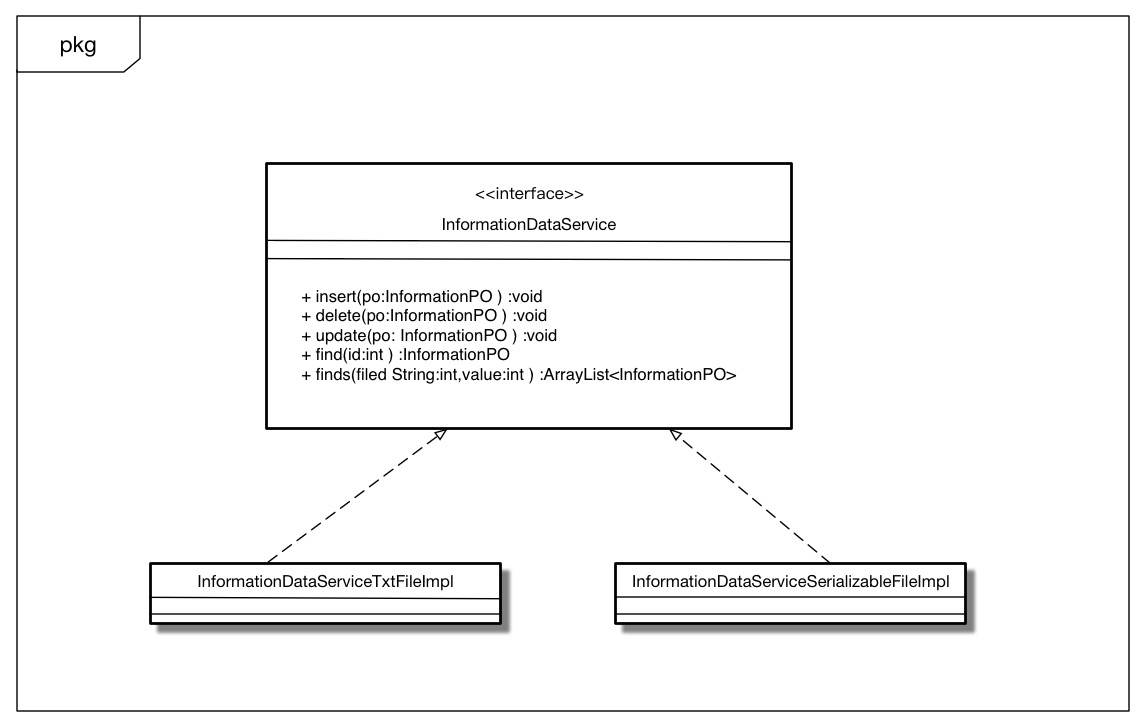 pkg
<<interface>>
InformationDataService
+ insert(po:InformationPO ) :void
+ delete(po:InformationPO ) :void
+ update(po: InformationPO ) :void
+ find(id:int ) :InformationPO
+ finds(filed String:int,value:int ) :ArrayList<InformationPO>
InformationDataServiceTxtFileImpl
InformationDataServiceSerializableFileImpl